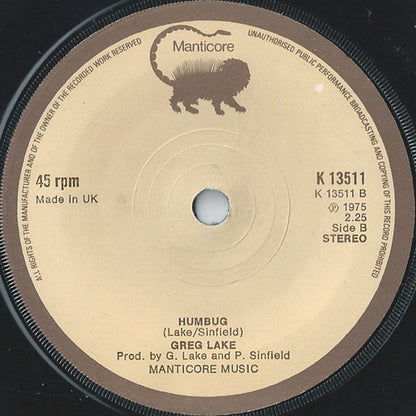 Manticore
ALL RIGHTS OF THE MANUFACTURER AND OF THE OWNER OF THE RECORDED WORK RESERVED
UNAUTHORISED PUBLIC PERFORMANCE BROADCASTING AND COPYING OF THIS RECORD PROHIBITED
45 rpm
Made in UK
K 13511
K 13511 B
Ⓟ 1975
2.25
Side B
STEREO
HUMBUG
(Lake/Sinfield)
GREG LAKE
Prod. by G. Lake and P. Sinfield
MANTICORE MUSIC